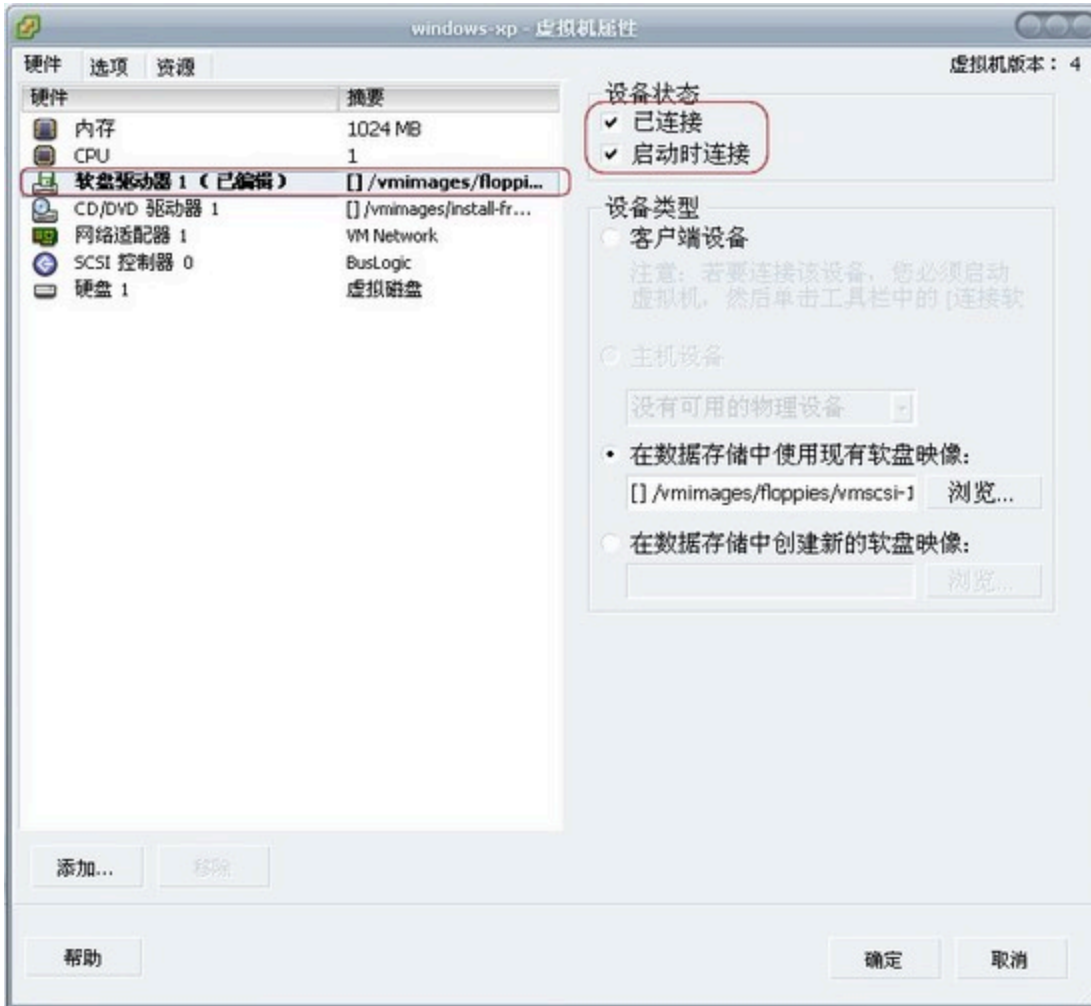 windows-xp - 虚拟机属性
硬件 选项 资源
虚拟机版本： 4
硬件 摘要
内存 1024 MB
CPU 1
软盘驱动器 1 （已编辑） [] /vmimages/floppi...
CD/DVD 驱动器 1 [] /vmimages/install-fr...
网络适配器 1 VM Network
SCSI 控制器 0 BusLogic
硬盘 1 虚拟磁盘
添加... 移除
设备状态
已连接
启动时连接
设备类型
客户端设备
注意：若要连接该设备，您必须启动
虚拟机，然后单击工具栏中的 [连接软
主机设备
没有可用的物理设备
在数据存储中使用现有软盘映像：
[] /vmimages/floppies/vmscsi-1 浏览...
在数据存储中创建新的软盘映像：
浏览...
帮助 确定 取消